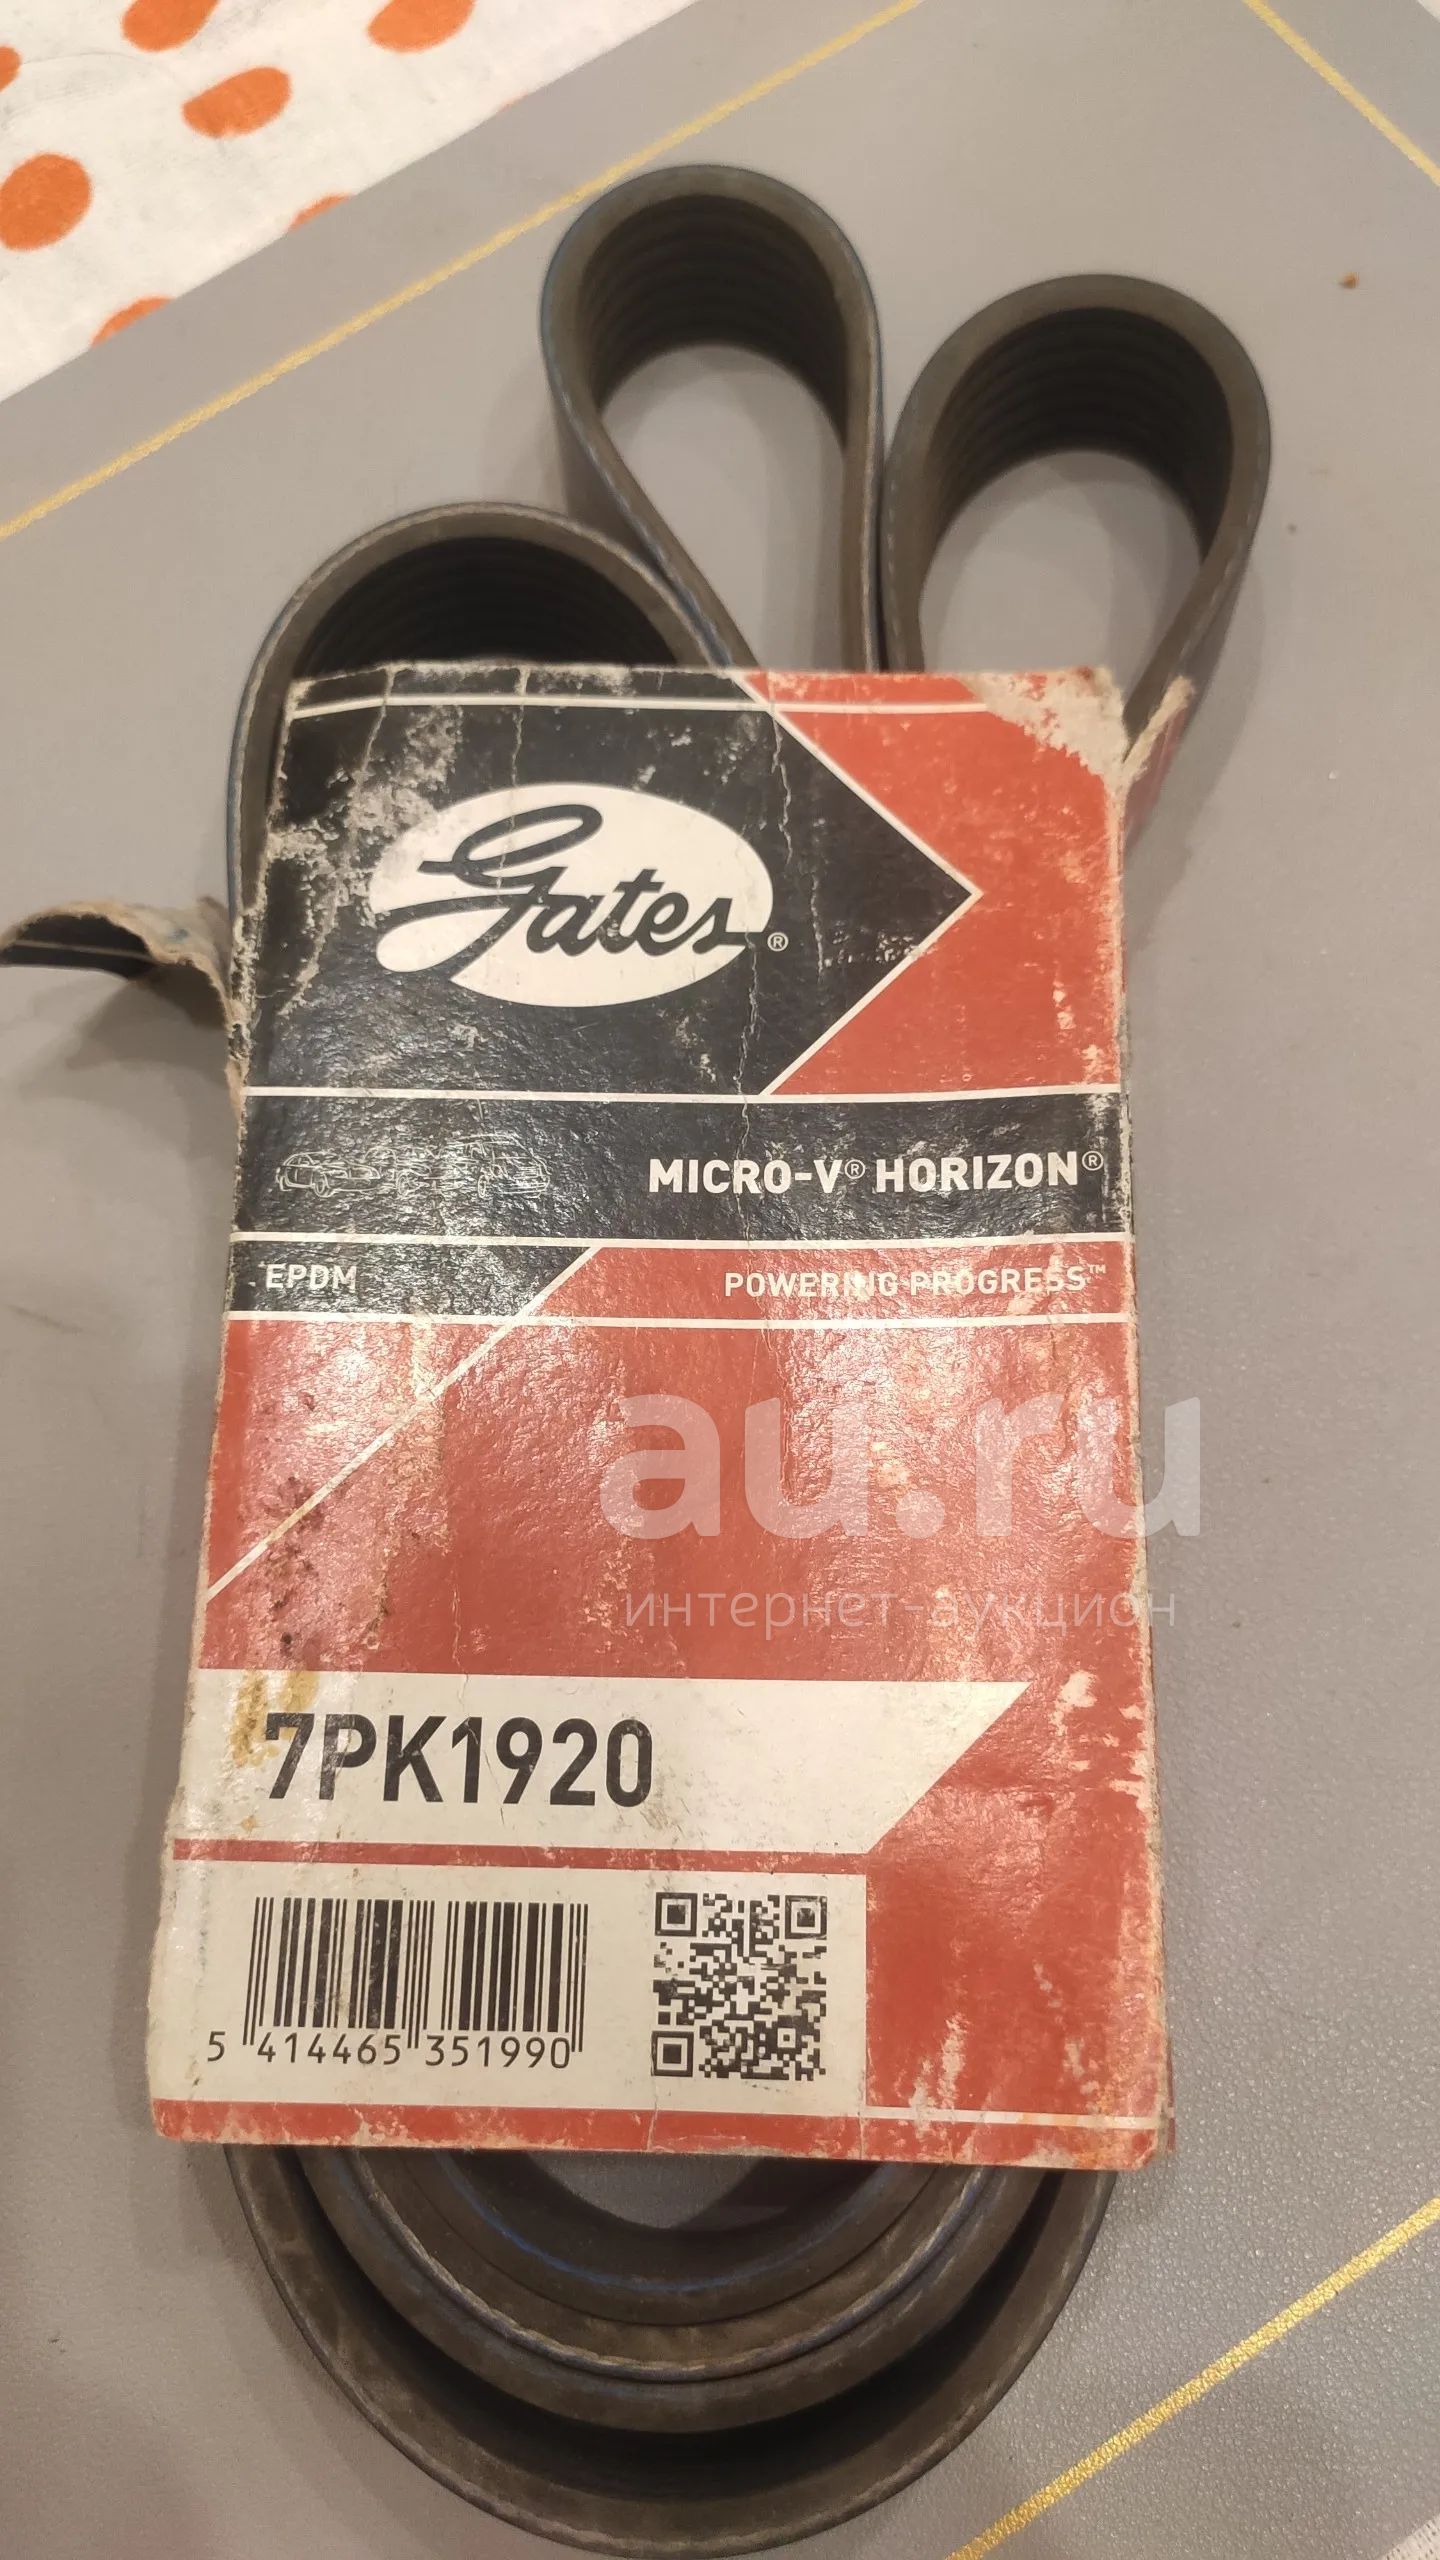 Gates®
MICRO-V® HORIZON®
EPDM
POWERING PROGRESS™
au.ru
интернет-аукцион
7PK1920
5 414465 351990